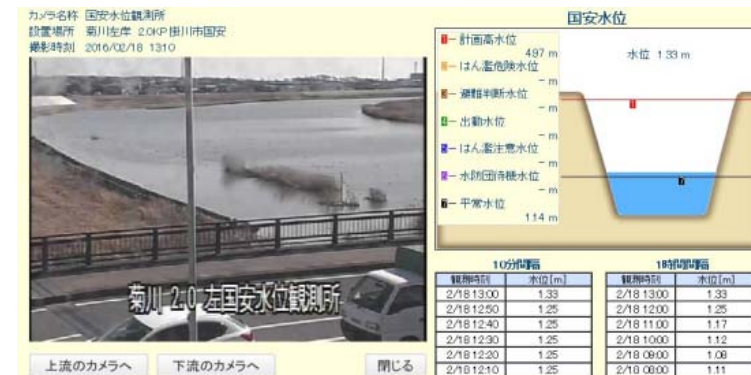 カメラ名称 国安水位観測所
設置場所 菊川左岸 2.0KP 掛川市国安
撮影時刻 2016/02/18 13:10
菊川 2.0 左国安水位観測所
上流のカメラへ
下流のカメラへ
閉じる
国安水位
1 － 計画高水位
4.97 m
－ はん濫危険水位
－ m
－ 避難判断水位
－ m
4 － 出動水位
－ m
－ はん濫注意水位
－ m
－ 水防団待機水位
－ m
7 － 平常水位
1.14 m
水位 1.33 m
1
7
10分間隔
観測時刻 水位[m]
2/18 13:00 1.33
2/18 12:50 1.25
2/18 12:40 1.25
2/18 12:30 1.25
2/18 12:20 1.25
2/18 12:10 1.25
1時間間隔
観測時刻 水位[m]
2/18 13:00 1.33
2/18 12:00 1.25
2/18 11:00 1.17
2/18 10:00 1.12
2/18 09:00 1.08
2/18 08:00 1.11